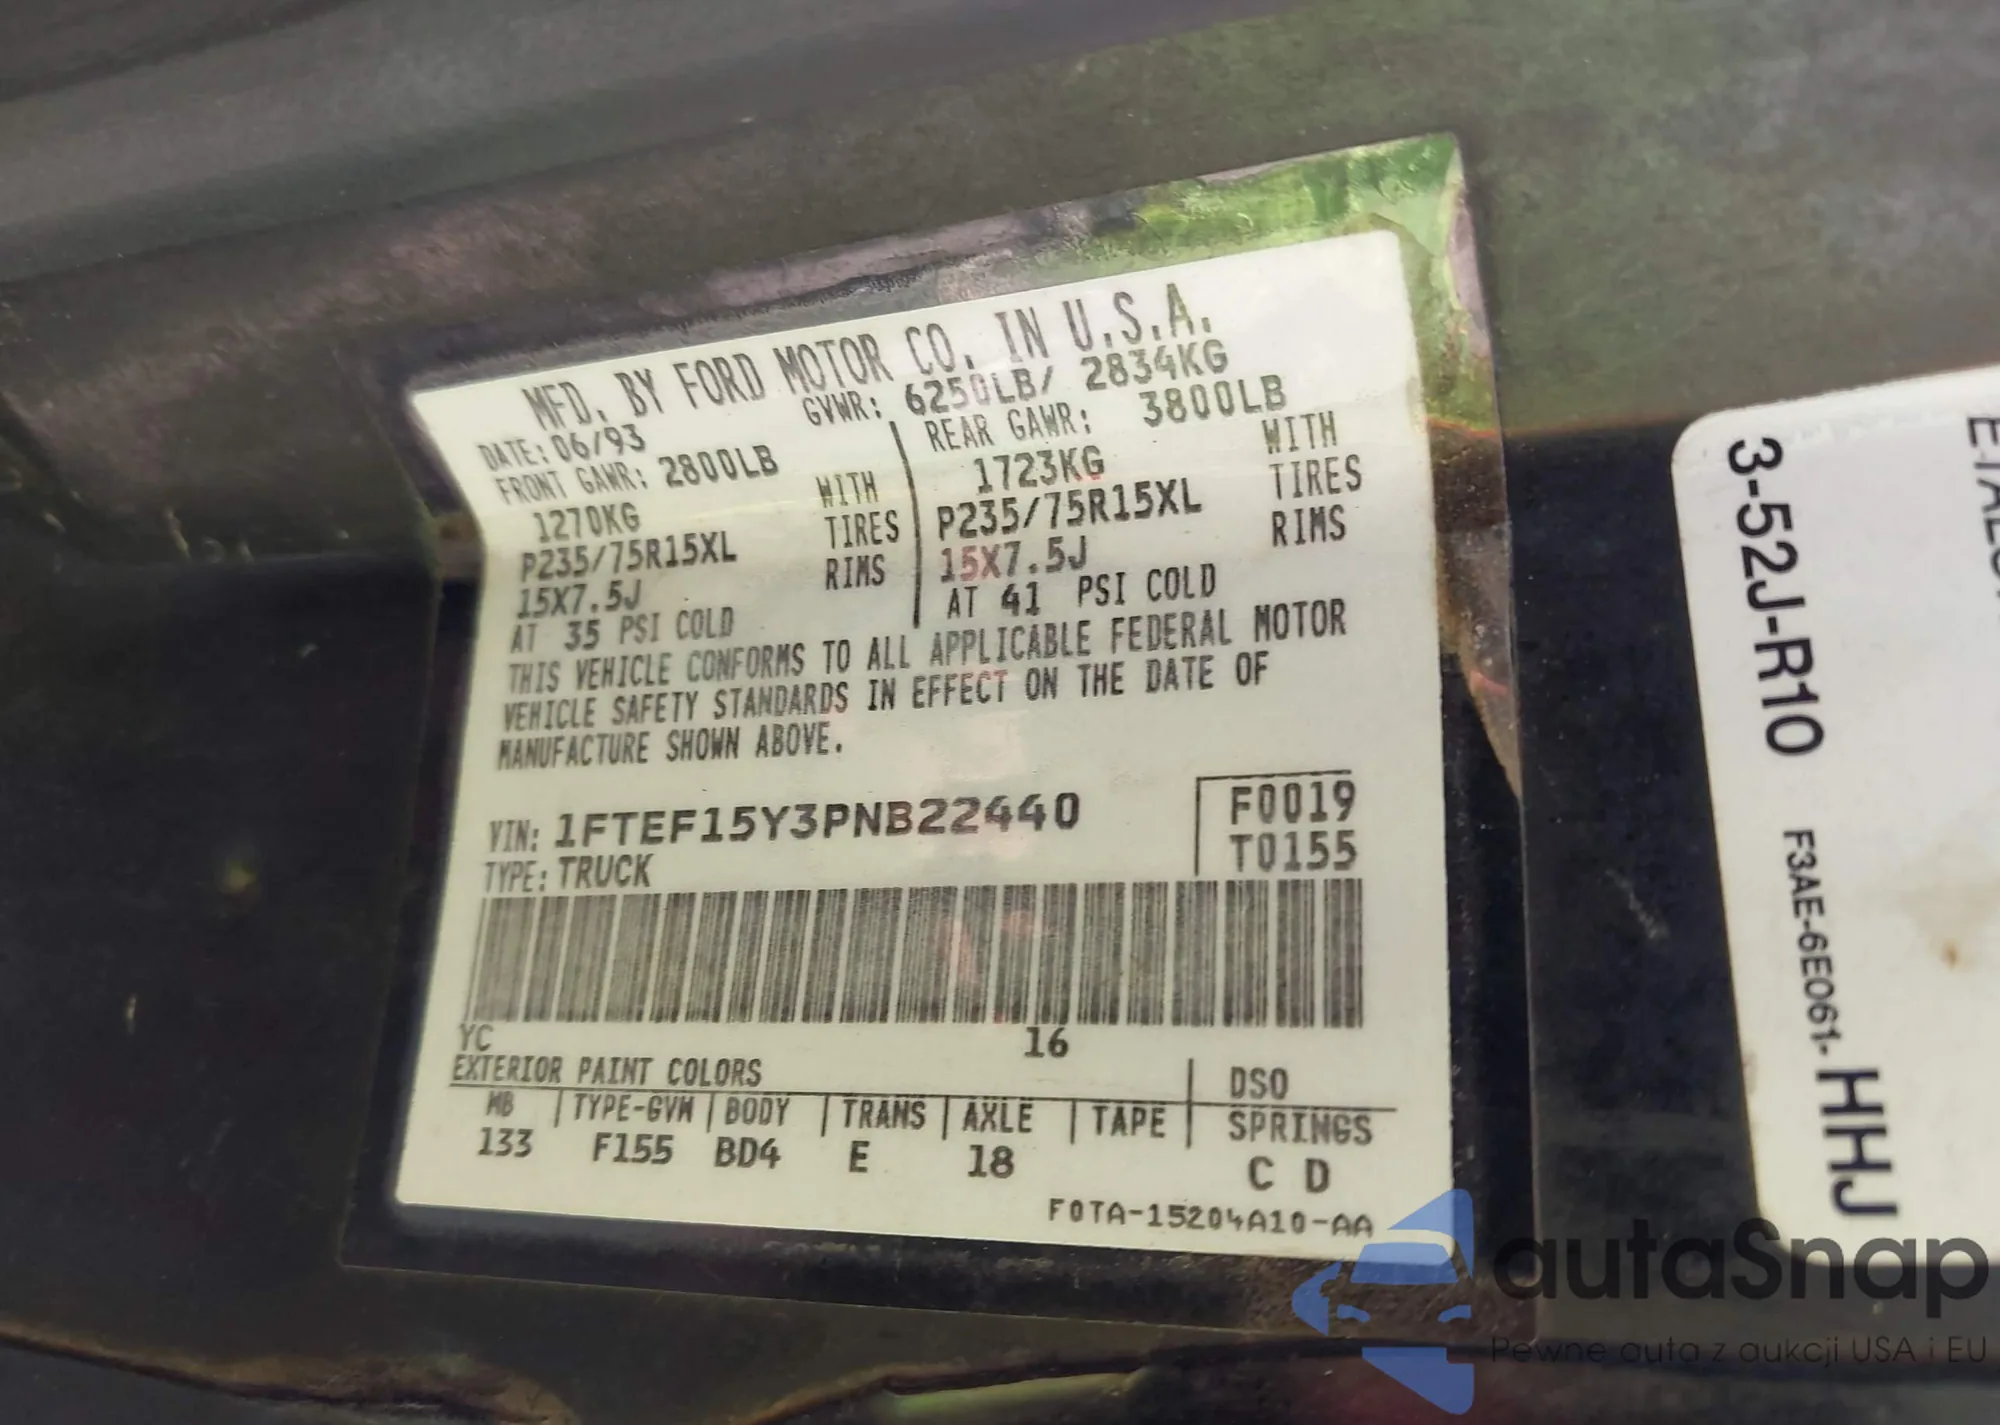 MFD. BY FORD MOTOR CO. IN U.S.A.
DATE: 06/93 GVWR: 6250LB/ 2834KG
FRONT GAWR: 2800LB REAR GAWR: 3800LB
1270KG WITH 1723KG WITH
P235/75R15XL TIRES P235/75R15XL TIRES
15X7.5J RIMS 15X7.5J RIMS
AT 35 PSI COLD AT 41 PSI COLD
THIS VEHICLE CONFORMS TO ALL APPLICABLE FEDERAL MOTOR
VEHICLE SAFETY STANDARDS IN EFFECT ON THE DATE OF
MANUFACTURE SHOWN ABOVE.
VIN: 1FTEF15Y3PNB22440 F0019
TYPE: TRUCK T0155
YC 16
EXTERIOR PAINT COLORS DSO
WB TYPE-GVW BODY TRANS AXLE TAPE SPRINGS
133 F155 BD4 E 18 C D
F0TA-15204A10-AA
3-52J-R10
F3AE-6E061-HHJ
autaSnap
Pewne auta z aukcji USA i EU